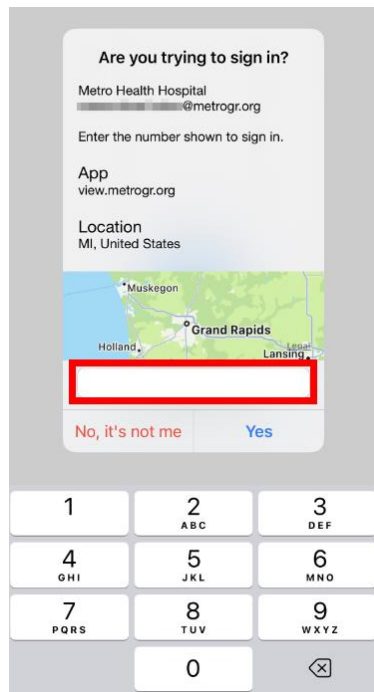 Are you trying to sign in?
Metro Health Hospital
@metrogr.org
Enter the number shown to sign in.
App
view.metrogr.org
Location
MI, United States
Muskegon
Grand Rapids
Holland
Legal
Lansing
No, it's not me Yes
1 2 3
ABC DEF
4 5 6
GHI JKL MNO
7 8 9
PQRS TUV WXYZ
0